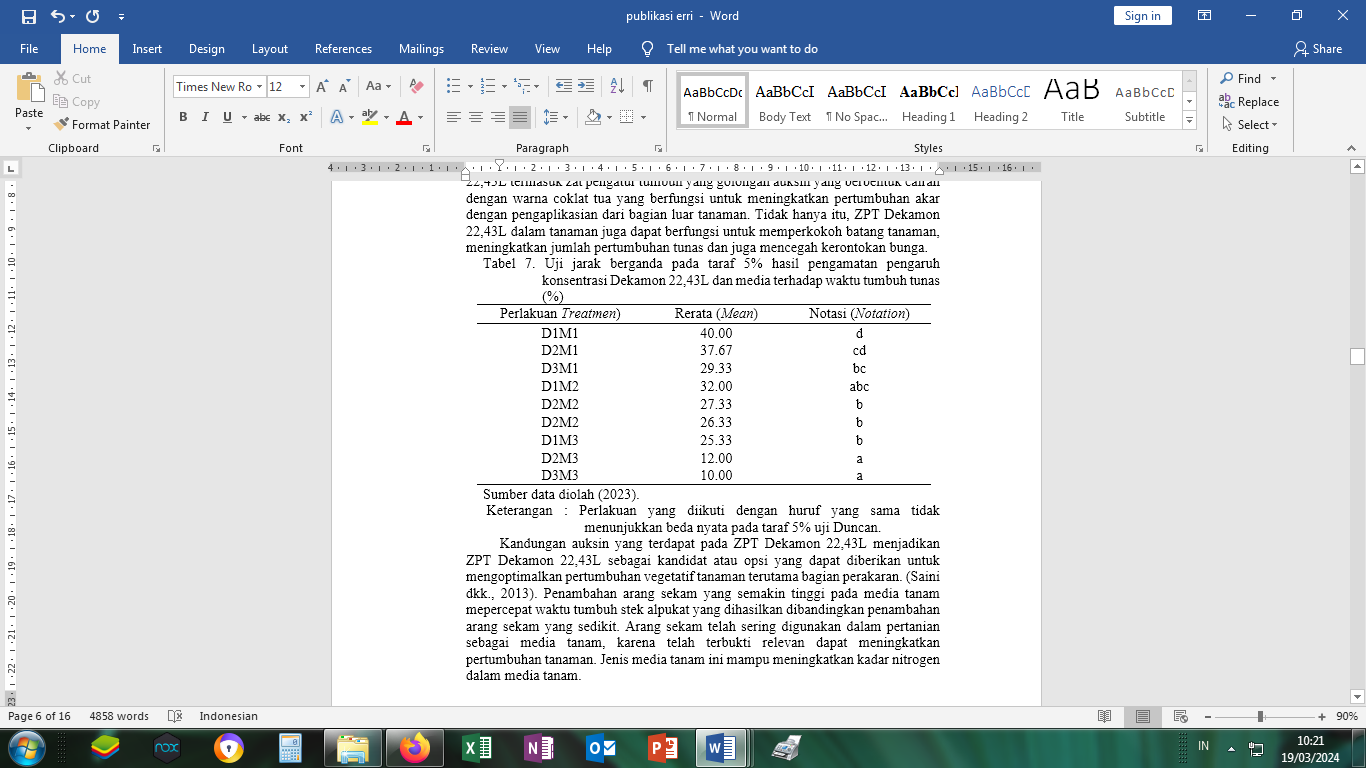 publikasi erri - Word
Sign in
File Home Insert Design Layout References Mailings Review View Help Tell me what you want to do Share
Paste
Cut
Copy
Format Painter
Clipboard
Times New Ro 12
Font
Paragraph
AaBbCcDc AaBbCcI AaBbCcI AaBbCcl AaBbCcD AaB AaBbCcD
¶ Normal Body Text ¶ No Spac... Heading 1 Heading 2 Title Subtitle
Styles
Find
Replace
Select
Editing
22,43L termasuk zat pengatur tumbuh yang golongan auksin yang berbentuk cairan
dengan warna coklat tua yang berfungsi untuk meningkatkan pertumbuhan akar
dengan pengaplikasian dari bagian luar tanaman. Tidak hanya itu, ZPT Dekamon
22,43L dalam tanaman juga dapat berfungsi untuk memperkokoh batang tanaman,
meningkatkan jumlah pertumbuhan tunas dan juga mencegah kerontokan bunga.
Tabel 7. Uji jarak berganda pada taraf 5% hasil pengamatan pengaruh
konsentrasi Dekamon 22,43L dan media terhadap waktu tumbuh tunas
(%)
Perlakuan Treatmen) Rerata (Mean) Notasi (Notation)
D1M1 40.00 d
D2M1 37.67 cd
D3M1 29.33 bc
D1M2 32.00 abc
D2M2 27.33 b
D2M2 26.33 b
D1M3 25.33 b
D2M3 12.00 a
D3M3 10.00 a
Sumber data diolah (2023).
Keterangan : Perlakuan yang diikuti dengan huruf yang sama tidak
menunjukkan beda nyata pada taraf 5% uji Duncan.
Kandungan auksin yang terdapat pada ZPT Dekamon 22,43L menjadikan
ZPT Dekamon 22,43L sebagai kandidat atau opsi yang dapat diberikan untuk
mengoptimalkan pertumbuhan vegetatif tanaman terutama bagian perakaran. (Saini
dkk., 2013). Penambahan arang sekam yang semakin tinggi pada media tanam
mepercepat waktu tumbuh stek alpukat yang dihasilkan dibandingkan penambahan
arang sekam yang sedikit. Arang sekam telah sering digunakan dalam pertanian
sebagai media tanam, karena telah terbukti relevan dapat meningkatkan
pertumbuhan tanaman. Jenis media tanam ini mampu meningkatkan kadar nitrogen
dalam media tanam.
Page 6 of 16 4858 words Indonesian 90%
IN 10:21
19/03/2024